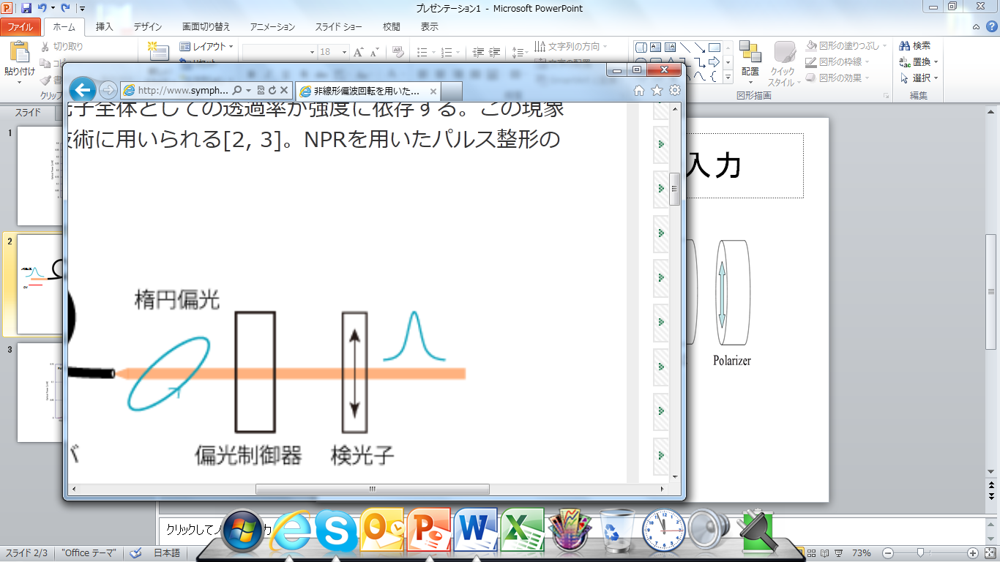 プレゼンテーション1 - Microsoft PowerPoint
ファイル ホーム 挿入 デザイン 画面切り替え アニメーション スライド ショー 校閲 表示
貼り付け
切り取り
レイアウト
18
文字列の方向
配置
クイック
スタイル
図形の塗りつぶし
図形の枠線
図形の効果
図形描画
検索
置換
選択
編集
http://www.symph...
非線形偏波回転を用いた...
スライド
1
2
3
光子全体としての透過率が強度に依存する。この現象
技術に用いられる[2, 3]。NPRを用いたパルス整形の
入力
楕円偏光
偏光制御器
検光子
バ
Polarizer
クリックしてノ
力
スライド 2/3
"Office テーマ"
日本語
73%